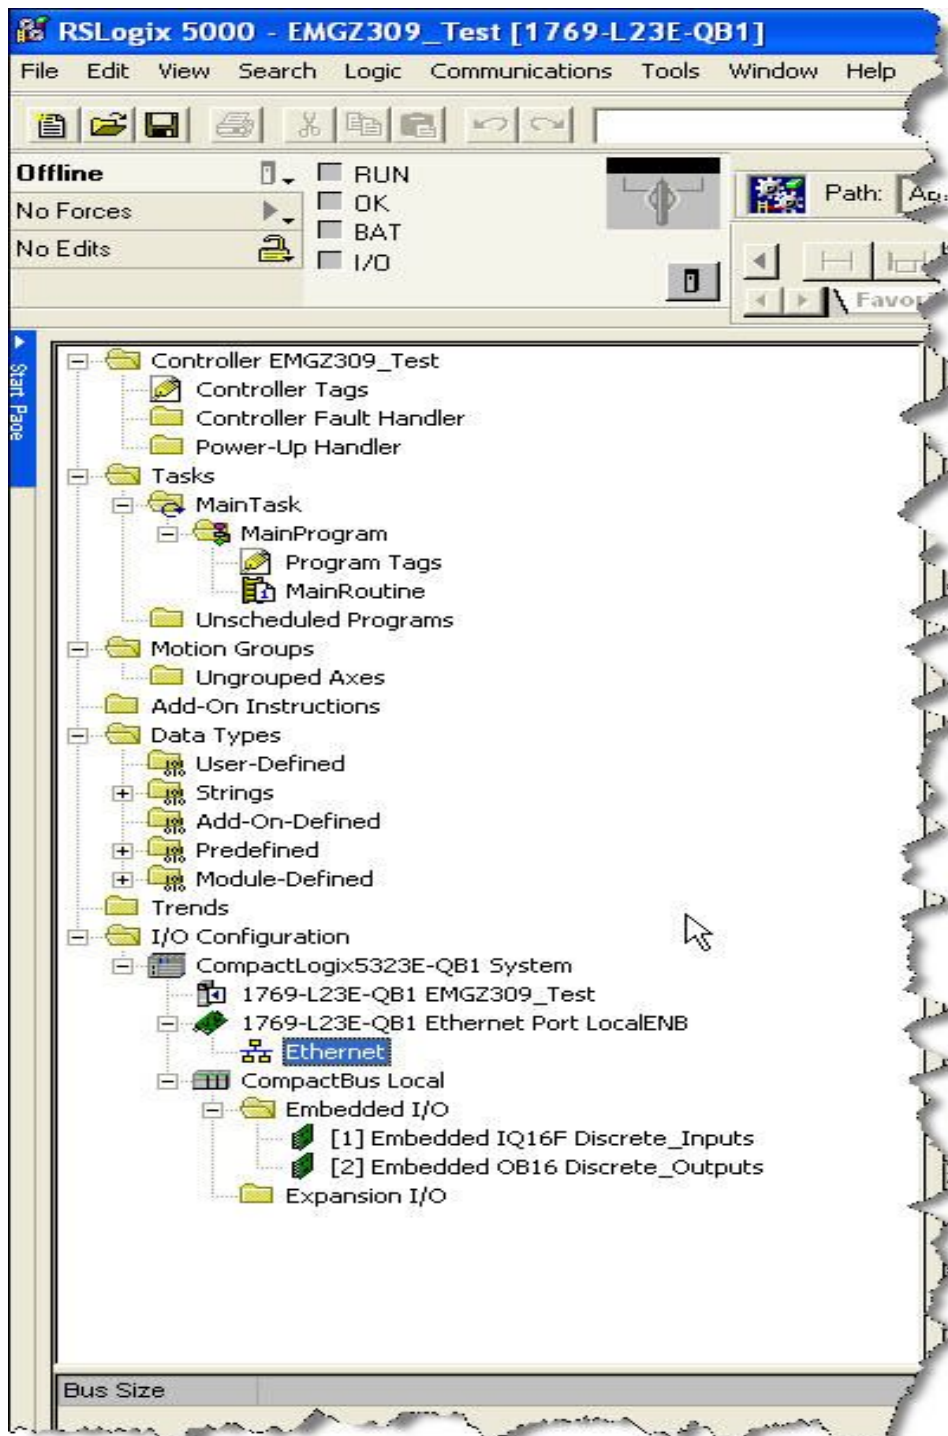 RSLogix 5000 - EMGZ309_Test [1769-L23E-QB1]
File Edit View Search Logic Communications Tools Window Help
Offline
RUN
No Forces
OK
Path:
No Edits
BAT
I/O
Start Page
Controller EMGZ309_Test
Controller Tags
Controller Fault Handler
Power-Up Handler
Tasks
MainTask
MainProgram
Program Tags
MainRoutine
Unscheduled Programs
Motion Groups
Ungrouped Axes
Add-On Instructions
Data Types
User-Defined
Strings
Add-On-Defined
Predefined
Module-Defined
Trends
I/O Configuration
CompactLogix5323E-QB1 System
1769-L23E-QB1 EMGZ309_Test
1769-L23E-QB1 Ethernet Port LocalENB
Ethernet
CompactBus Local
Embedded I/O
[1] Embedded IQ16F Discrete_Inputs
[2] Embedded OB16 Discrete_Outputs
Expansion I/O
Bus Size